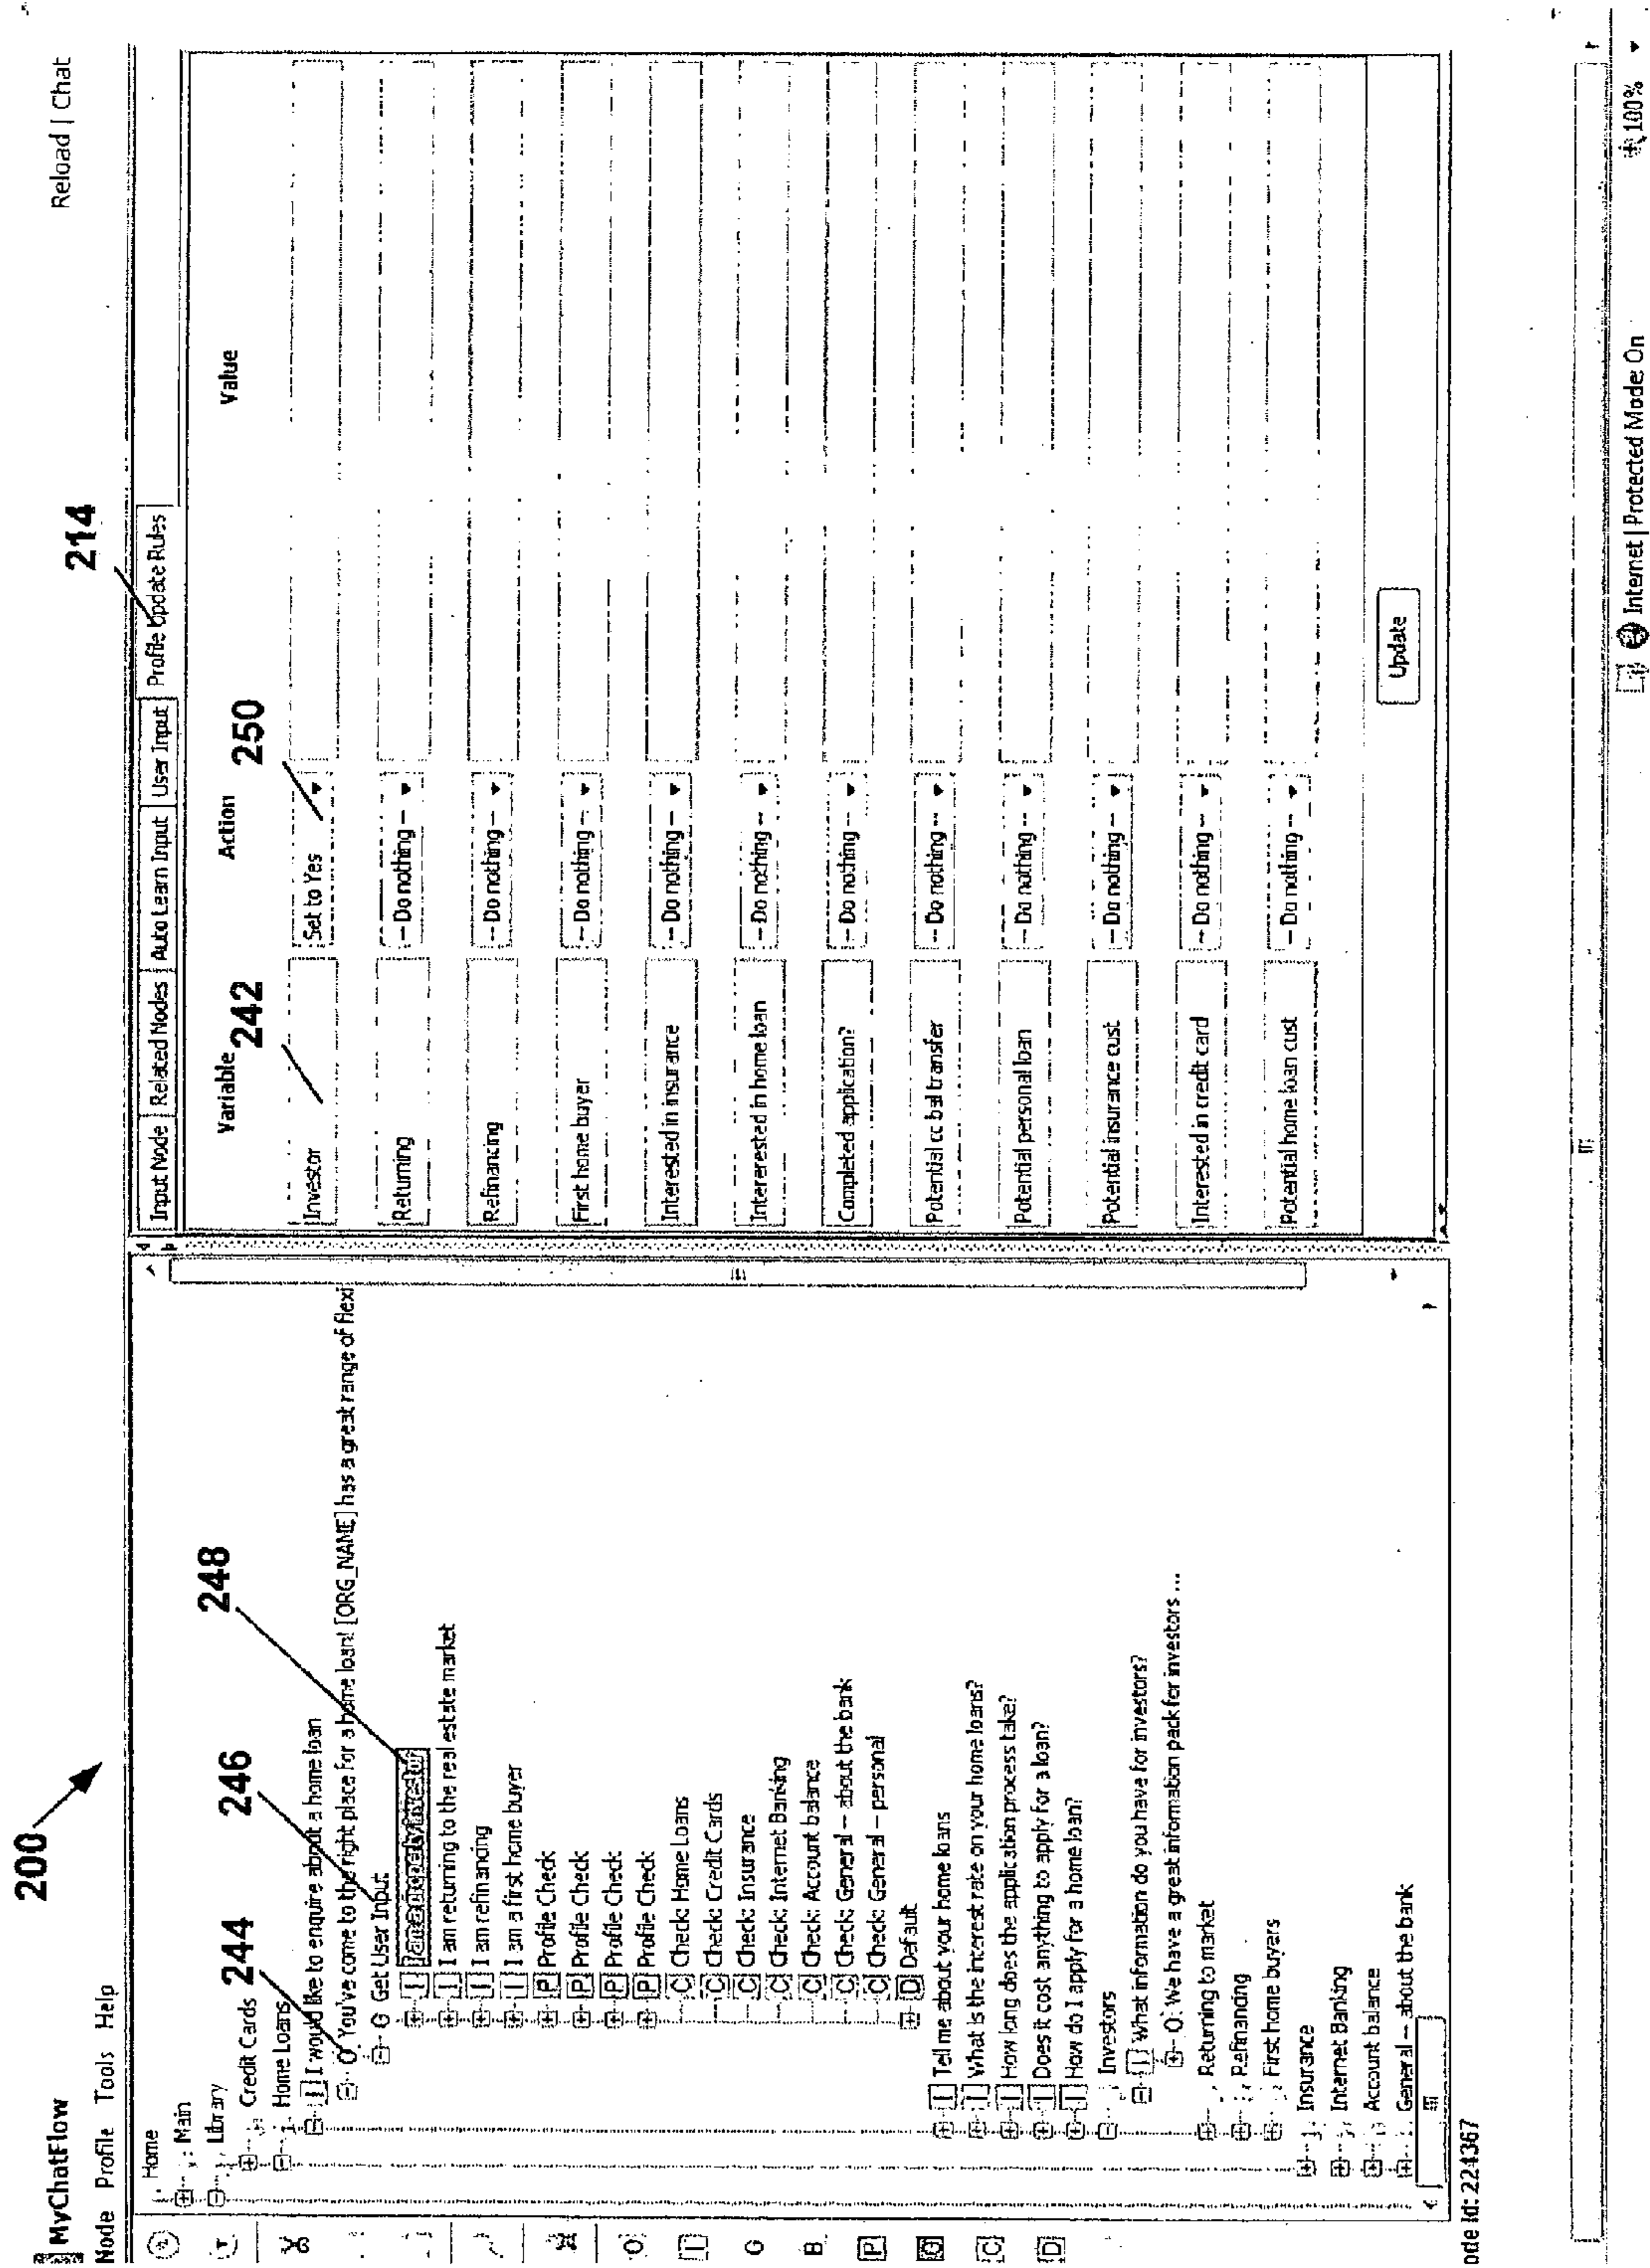 200
MyChatFlow
Reload | Chat
Node Profile Tools Help
214
Home
Main
Library
Credit Cards
244
246
248
Home Loans
I would like to enquire about a home loan
You've come to the right place for a home loan! [ORG_NAME] has a great range of flexi
Get User Input
I am a property investor
I am returning to the real estate market
I am refinancing
I am a first home buyer
Profile Check
Profile Check
Profile Check
Profile Check
Check: Home Loans
Check: Credit Cards
Check: Insurance
Check: Internet Banking
Check: Account balance
Check: General -- about the bank
Check: General -- personal
Default
Tell me about your home loans
What is the interest rate on your home loans?
How long does the application process take?
Does it cost anything to apply for a loan?
How do I apply for a home loan?
Investors
What information do you have for investors?
O: We have a great information pack for investors ...
Returning to market
Refinancing
First home buyers
Insurance
Internet Banking
Account balance
General -- about the bank
ode Id: 224367
Input Node Related Nodes Auto Learn Input User Input Profile Update Rules
Variable Action Value
242 250
Investor Set to Yes
Returning -- Do nothing --
Refinancing -- Do nothing --
First home buyer -- Do nothing --
Interested in insurance -- Do nothing --
Intererested in home loan -- Do nothing --
Completed application? -- Do nothing --
Potential cc bal transfer -- Do nothing --
Potential personal loan -- Do nothing --
Potential insurance cust -- Do nothing --
Interested in credit card -- Do nothing --
Potential home loan cust -- Do nothing --
Update
Internet | Protected Mode: On
100%